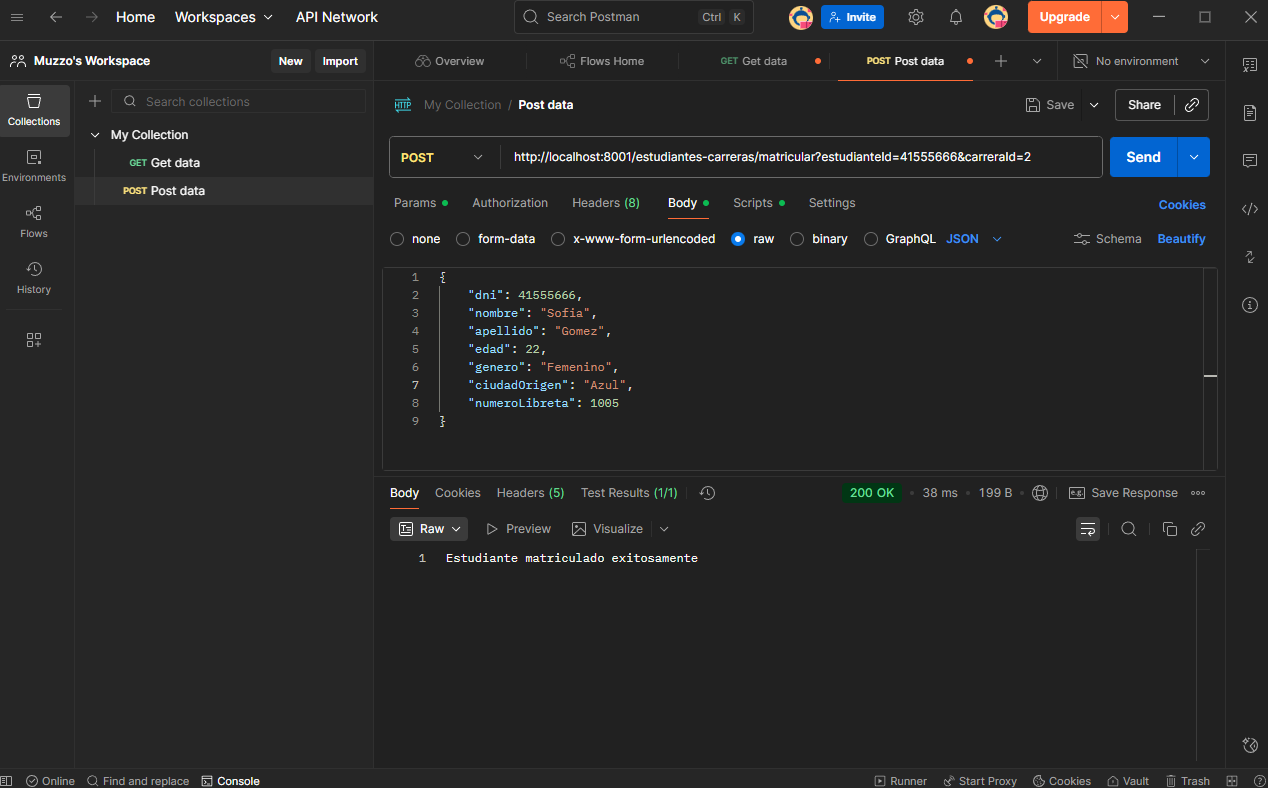 Home Workspaces API Network Search Postman Ctrl K Invite Upgrade
Muzzo's Workspace New Import Overview Flows Home GET Get data POST Post data No environment
Collections
Environments
Flows
History
Search collections
My Collection
GET Get data
POST Post data
HTTP My Collection / Post data Save Share
POST http://localhost:8001/estudiantes-carreras/matricular?estudianteId=41555666&carreraId=2 Send
Params Authorization Headers (8) Body Scripts Settings Cookies
none form-data x-www-form-urlencoded raw binary GraphQL JSON Schema Beautify
1 {
2 "dni": 41555666,
3 "nombre": "Sofia",
4 "apellido": "Gomez",
5 "edad": 22,
6 "genero": "Femenino",
7 "ciudadOrigen": "Azul",
8 "numeroLibreta": 1005
9 }
Body Cookies Headers (5) Test Results (1/1) 200 OK • 38 ms • 199 B • e.g. Save Response
Raw Preview Visualize
1 Estudiante matriculado exitosamente
Online Find and replace Console Runner Start Proxy Cookies Vault Trash